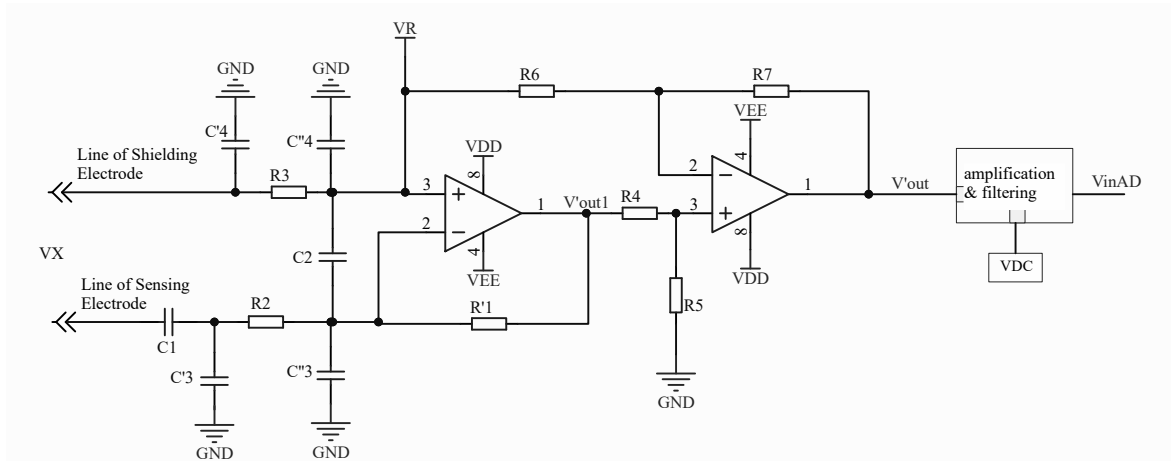 VR
GND
GND
R6
R7
C'4
C''4
VEE
4
Line of Shielding
Electrode
R3
VDD
8
3
2
1
V'out1
R4
2
3
1
V'out
amplification
& filtering
VinAD
VX
C2
4
VEE
8
VDD
VDC
Line of Sensing
Electrode
R2
R'1
R5
C1
C'3
C''3
GND
GND
GND